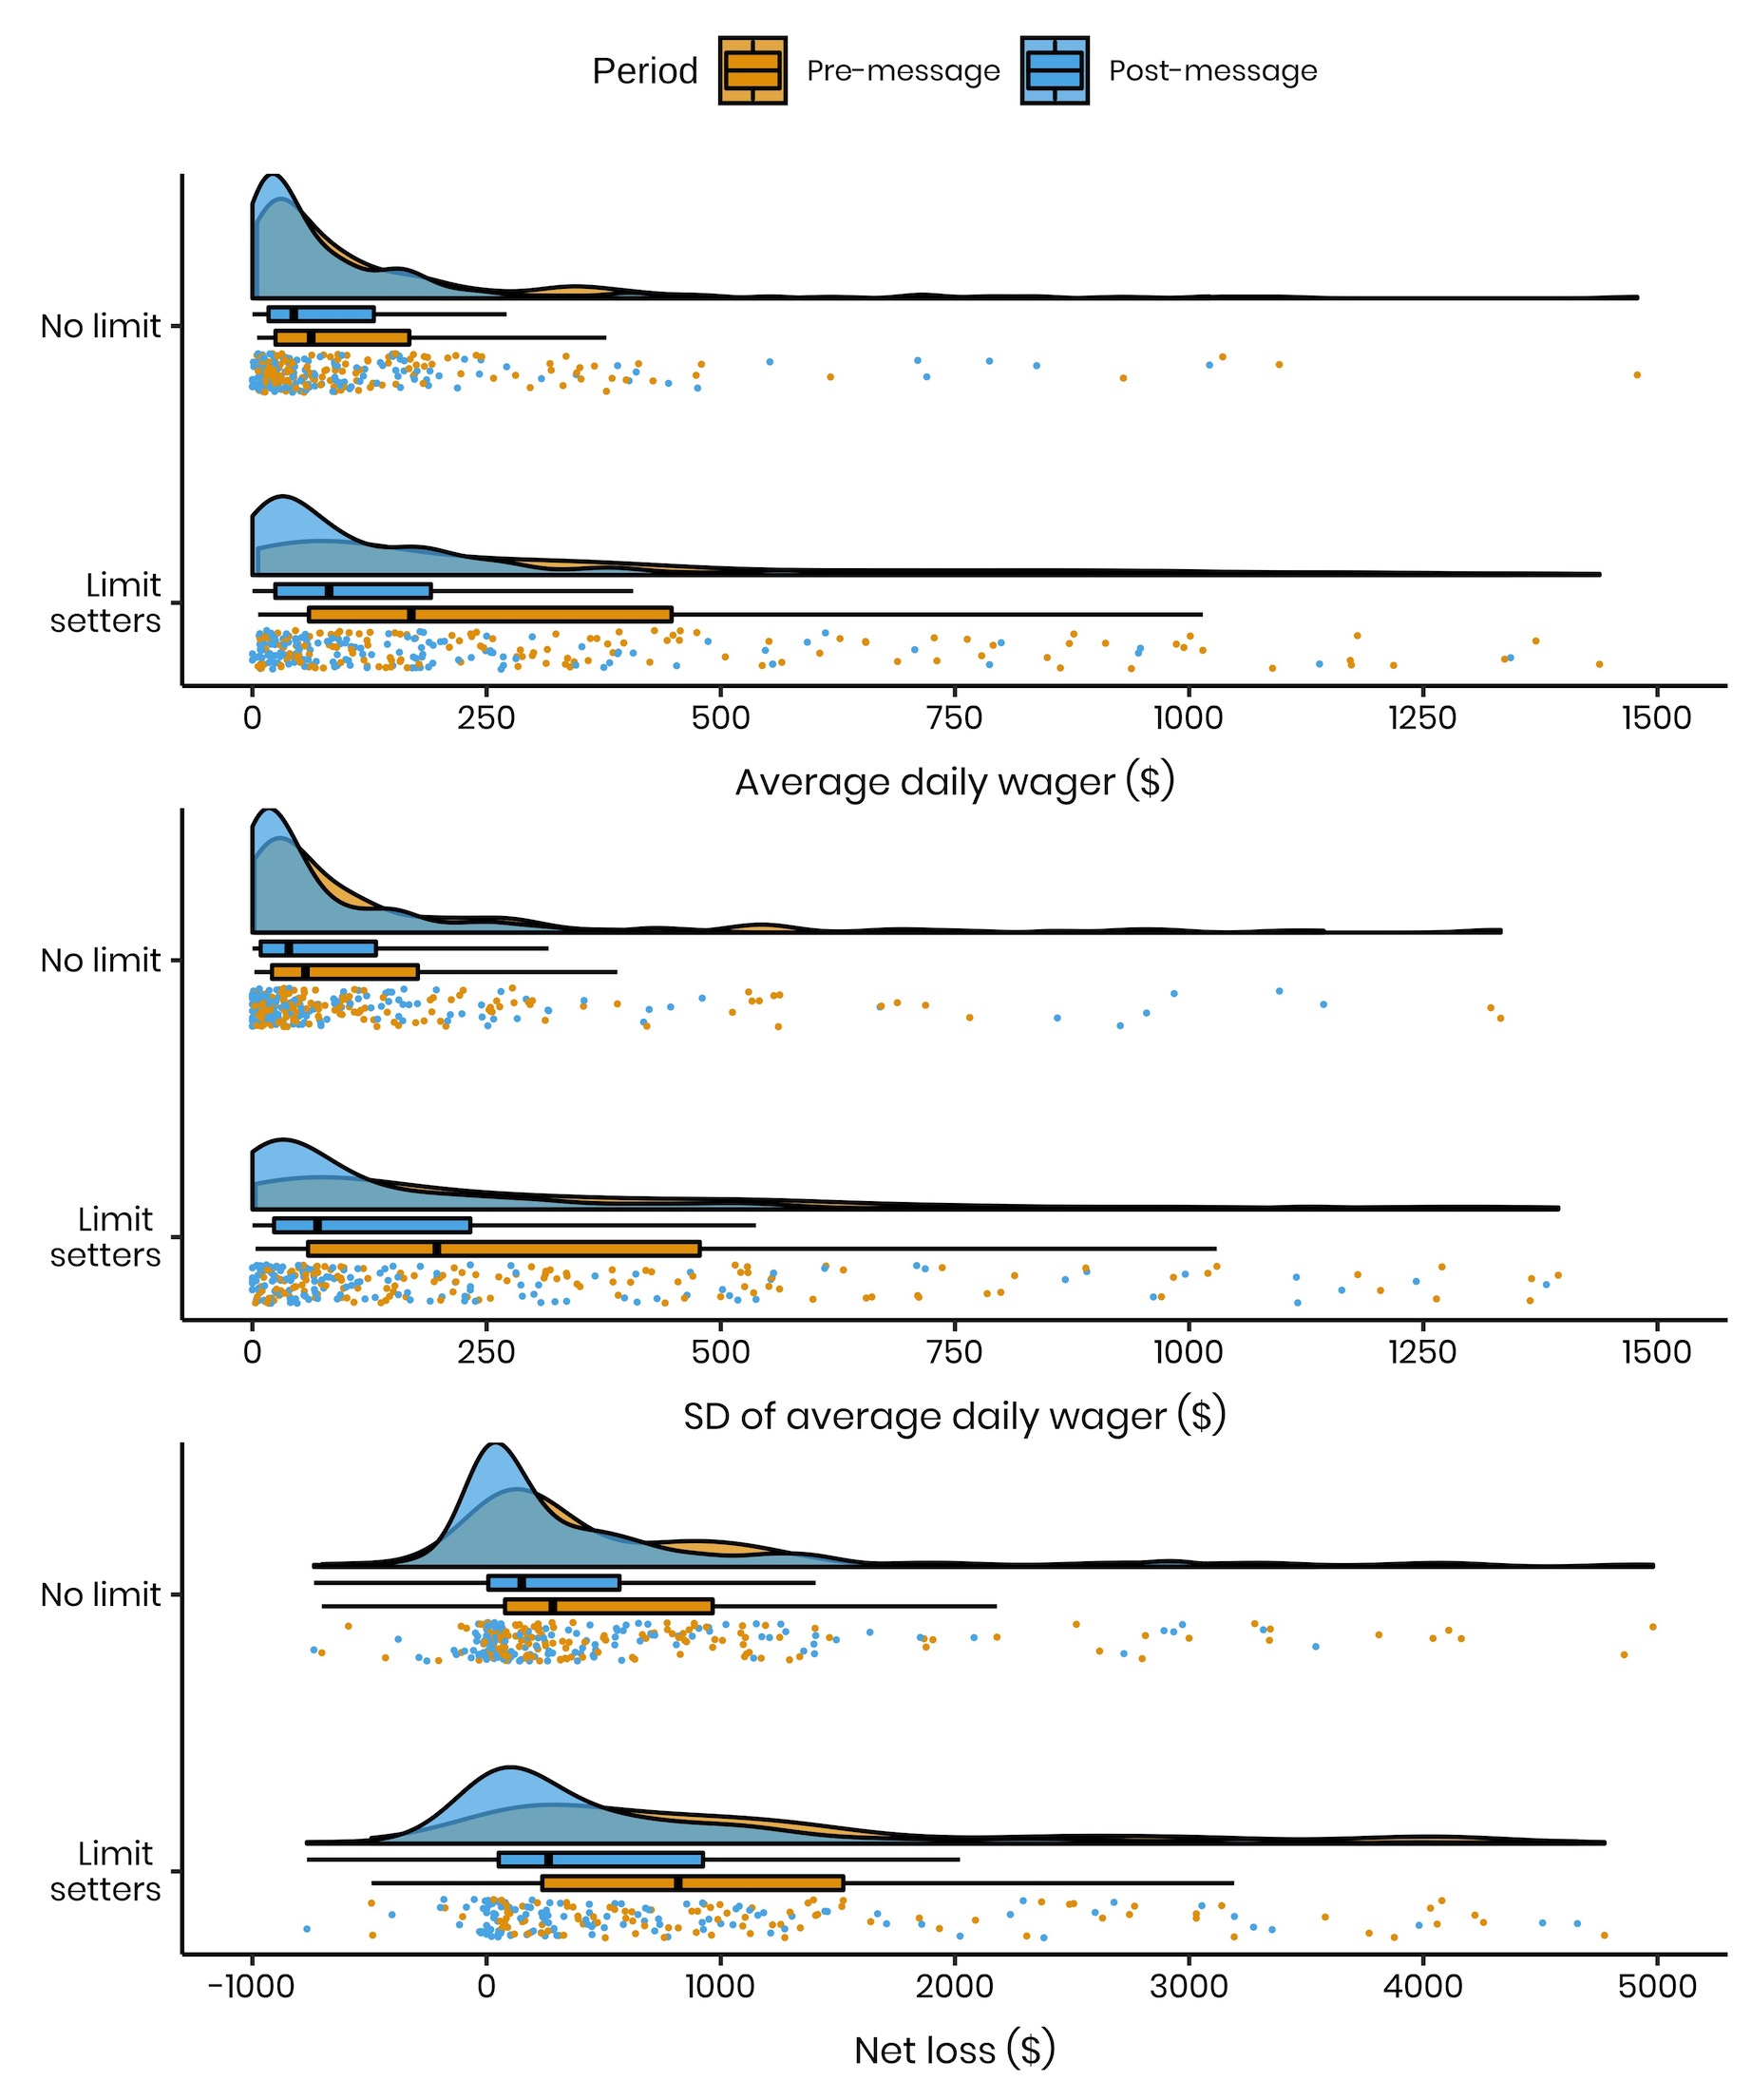 Period Pre-message Post-message
No limit
Limit
setters
0 250 500 750 1000 1250 1500
Average daily wager ($)
No limit
Limit
setters
0 250 500 750 1000 1250 1500
SD of average daily wager ($)
No limit
Limit
setters
-1000 0 1000 2000 3000 4000 5000
Net loss ($)